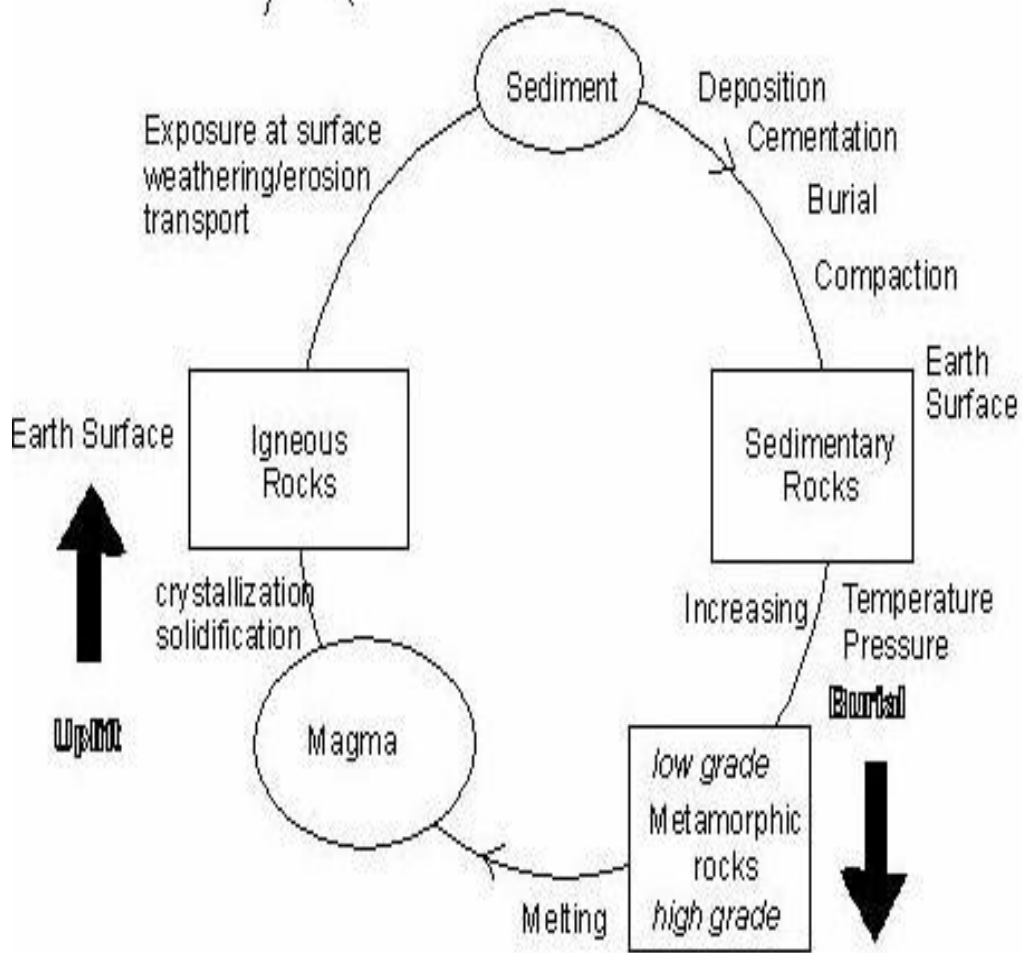 Sediment
Deposition
Cementation
Burial
Compaction
Exposure at surface
weathering/erosion
transport
Earth
Surface
Earth Surface
Igneous
Rocks
Sedimentary
Rocks
crystallization
solidification
Increasing
Temperature
Pressure
Burial
Uplift
Magma
low grade
Metamorphic
rocks
high grade
Melting